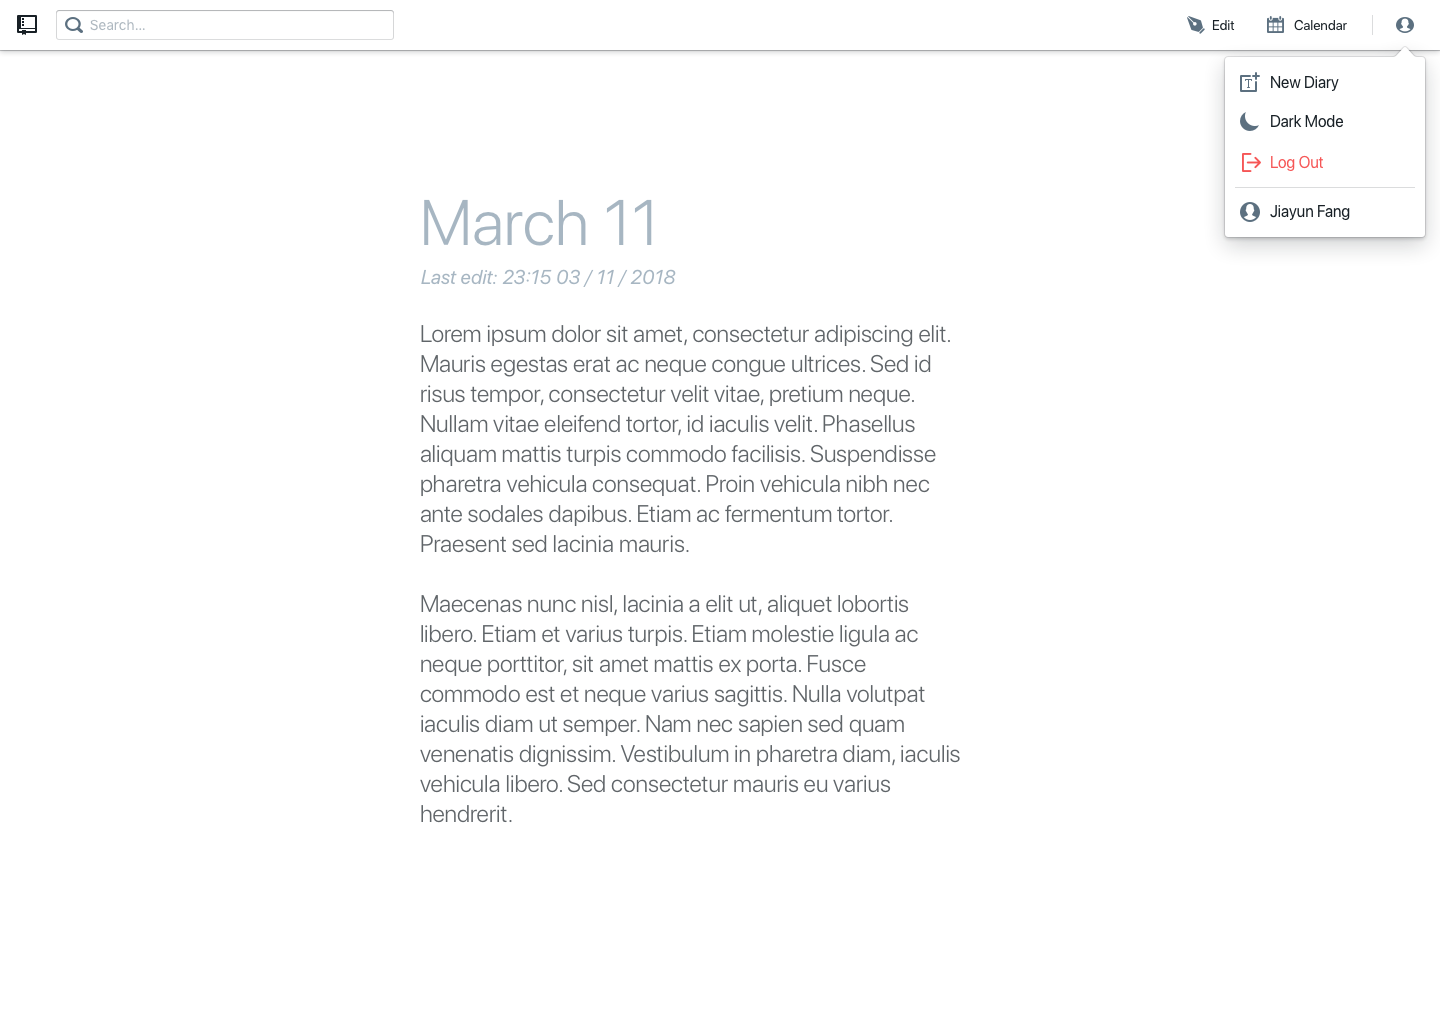 Search...
Edit
Calendar
New Diary
Dark Mode
Log Out
Jiayun Fang
March 11
Last edit: 23:15 03 / 11 / 2018
Lorem ipsum dolor sit amet, consectetur adipiscing elit.
Mauris egestas erat ac neque congue ultrices. Sed id
risus tempor, consectetur velit vitae, pretium neque.
Nullam vitae eleifend tortor, id iaculis velit. Phasellus
aliquam mattis turpis commodo facilisis. Suspendisse
pharetra vehicula consequat. Proin vehicula nibh nec
ante sodales dapibus. Etiam ac fermentum tortor.
Praesent sed lacinia mauris.
Maecenas nunc nisl, lacinia a elit ut, aliquet lobortis
libero. Etiam et varius turpis. Etiam molestie ligula ac
neque porttitor, sit amet mattis ex porta. Fusce
commodo est et neque varius sagittis. Nulla volutpat
iaculis diam ut semper. Nam nec sapien sed quam
venenatis dignissim. Vestibulum in pharetra diam, iaculis
vehicula libero. Sed consectetur mauris eu varius
hendrerit.